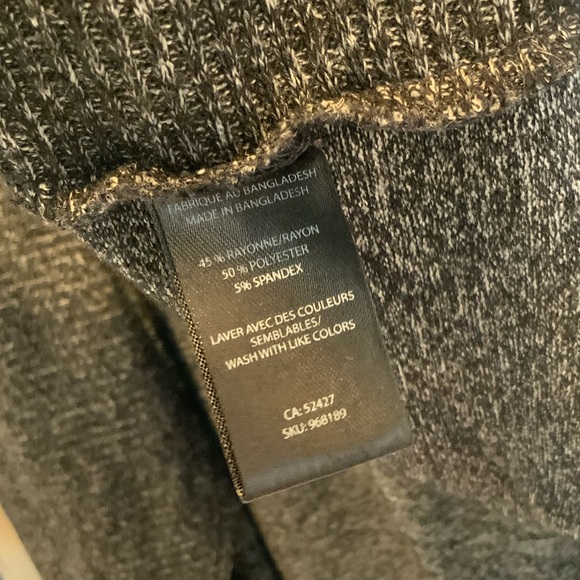 FABRIQUÉ AU BANGLADESH
MADE IN BANGLADESH
45 % RAYONNE/RAYON
50 % POLYESTER
5% SPANDEX
LAVER AVEC DES COULEURS
SEMBLABLES/
WASH WITH LIKE COLORS
CA: 52427
SKU: 968189